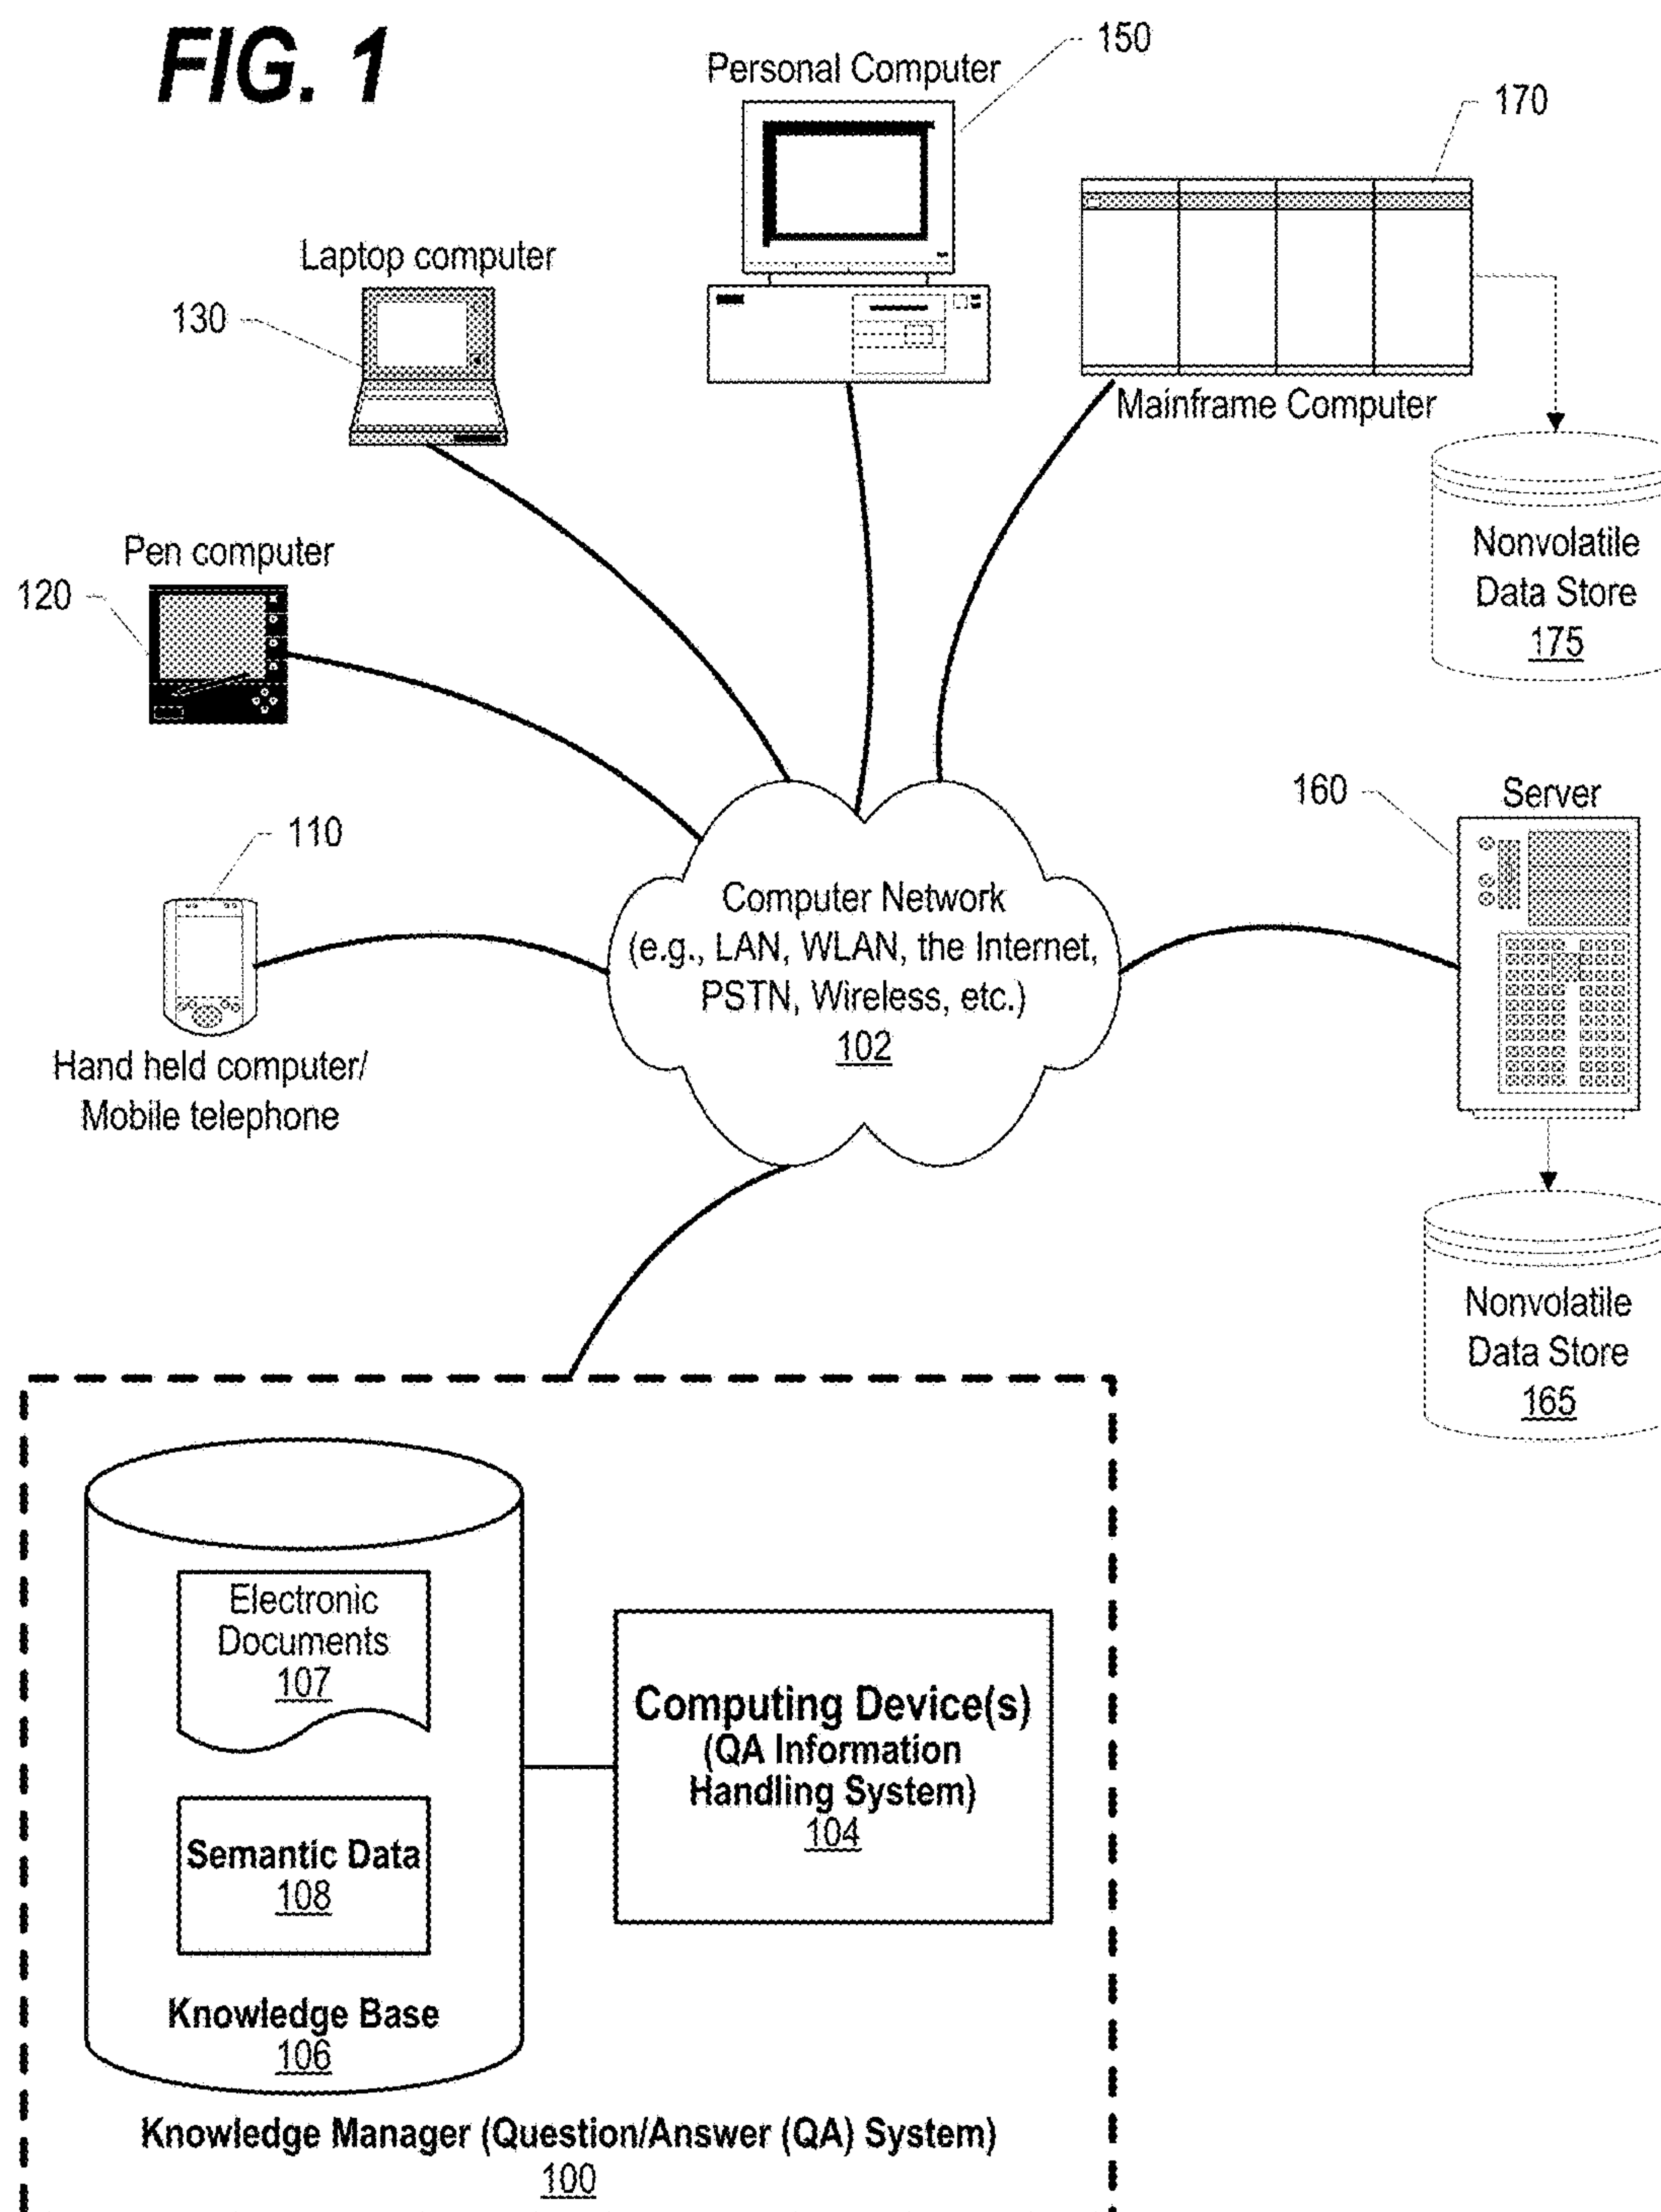 FIG. 1
Personal Computer
150
170
Laptop computer
130
Mainframe Computer
Nonvolatile
Data Store
175
Pen computer
120
110
Hand held computer/
Mobile telephone
Computer Network
(e.g., LAN, WLAN, the Internet,
PSTN, Wireless, etc.)
102
160
Server
Nonvolatile
Data Store
165
Electronic
Documents
107
Semantic Data
108
Knowledge Base
106
Computing Device(s)
(QA Information
Handling System)
104
Knowledge Manager (Question/Answer (QA) System)
100